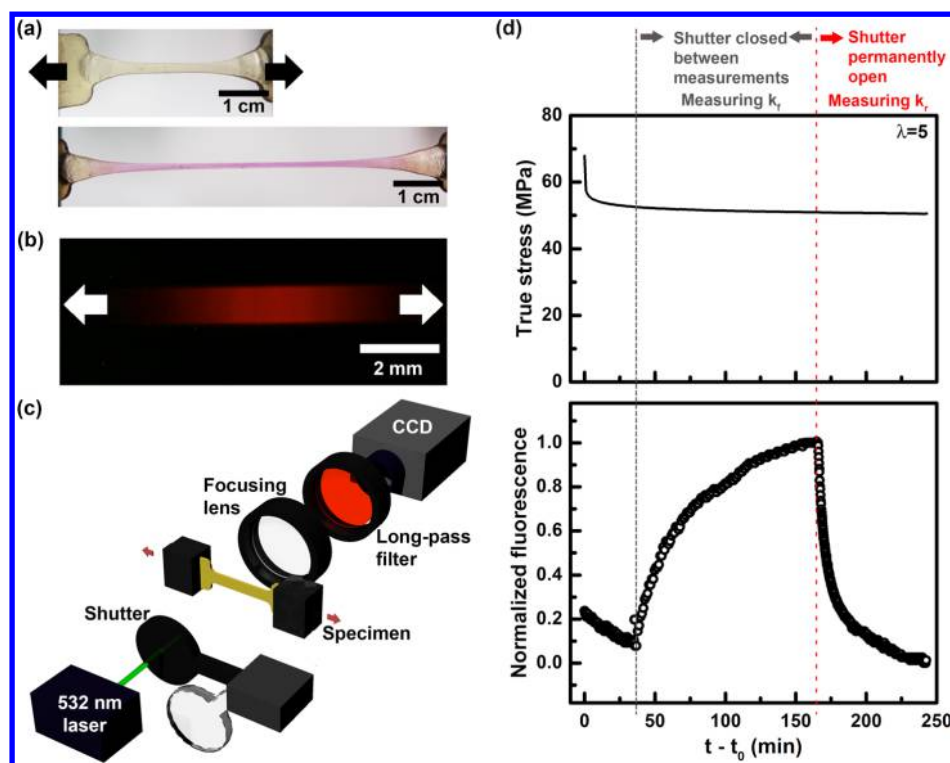 (a)
1 cm
1 cm
(b)
2 mm
(c)
CCD
Focusing
lens
Long-pass
filter
Shutter
Specimen
532 nm
laser
(d)
Shutter closed
between
measurements
Measuring k_f
Shutter
permanently
open
Measuring k_r
λ=5
True stress (MPa)
80
60
40
20
0
Normalized fluorescence
1.0
0.8
0.6
0.4
0.2
0.0
0 50 100 150 200 250
t - t₀ (min)